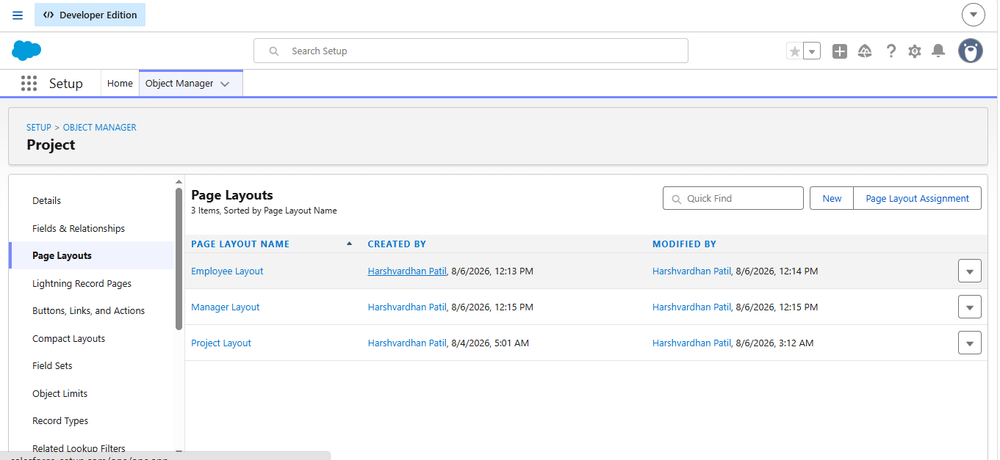 Developer Edition
Search Setup
Setup
Home
Object Manager
SETUP > OBJECT MANAGER
Project
Details
Fields & Relationships
Page Layouts
Lightning Record Pages
Buttons, Links, and Actions
Compact Layouts
Field Sets
Object Limits
Record Types
Related Lookup Filters
Page Layouts
3 Items, Sorted by Page Layout Name
Quick Find
New
Page Layout Assignment
PAGE LAYOUT NAME CREATED BY MODIFIED BY
Employee Layout Harshvardhan Patil, 8/6/2026, 12:13 PM Harshvardhan Patil, 8/6/2026, 12:14 PM
Manager Layout Harshvardhan Patil, 8/6/2026, 12:15 PM Harshvardhan Patil, 8/6/2026, 12:15 PM
Project Layout Harshvardhan Patil, 8/4/2026, 5:01 AM Harshvardhan Patil, 8/6/2026, 3:12 AM